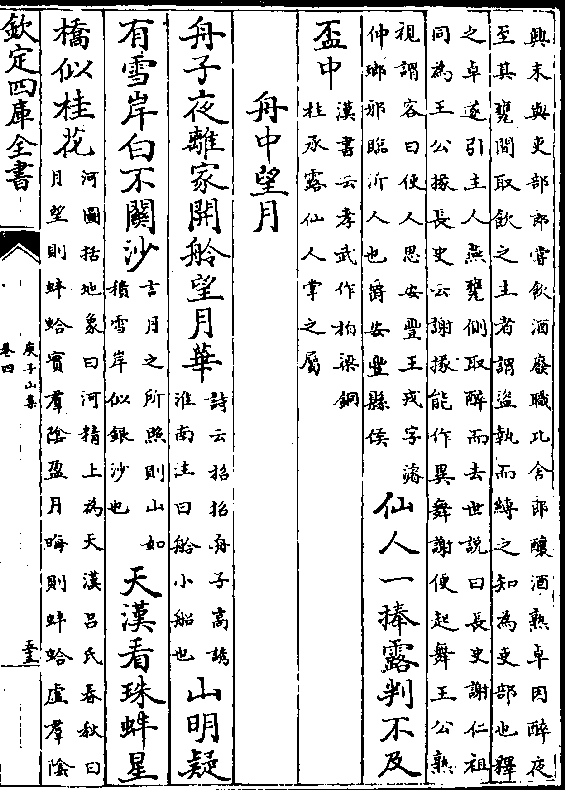 興末與吏部郎嘗飲酒廢職比舍郎釀酒熟卓因醉夜
至其甕間取飲之主者謂盜執而縛之知為吏部也釋
之卓遂引主人燕甕側取醉而去世說曰長史謝仁祖
同為王公掾長史云謝掾能作異舞謝便起舞王公熟
視謂客曰使人思安豐王戎字濬
仲瑯邪臨沂人也爵安豐縣侯
仙人一捧露判不及
盃中
漢書云孝武作柏梁銅
柱承露仙人掌之屬
舟中望月
舟子夜離家開舲望月華
詩云招招舟子高誘
淮南注曰舲小船也
山明疑
有雪岸白不關沙
言月之所照則山如
積雪岸似銀沙也
天漢看珠蚌星
橋似桂花
河圖括地象曰河精上為天漢呂氏春秋曰
月望則蚌蛤實羣陰盈月晦則蚌蛤虛羣陰
欽定四庫全書
庾子山集
卷四